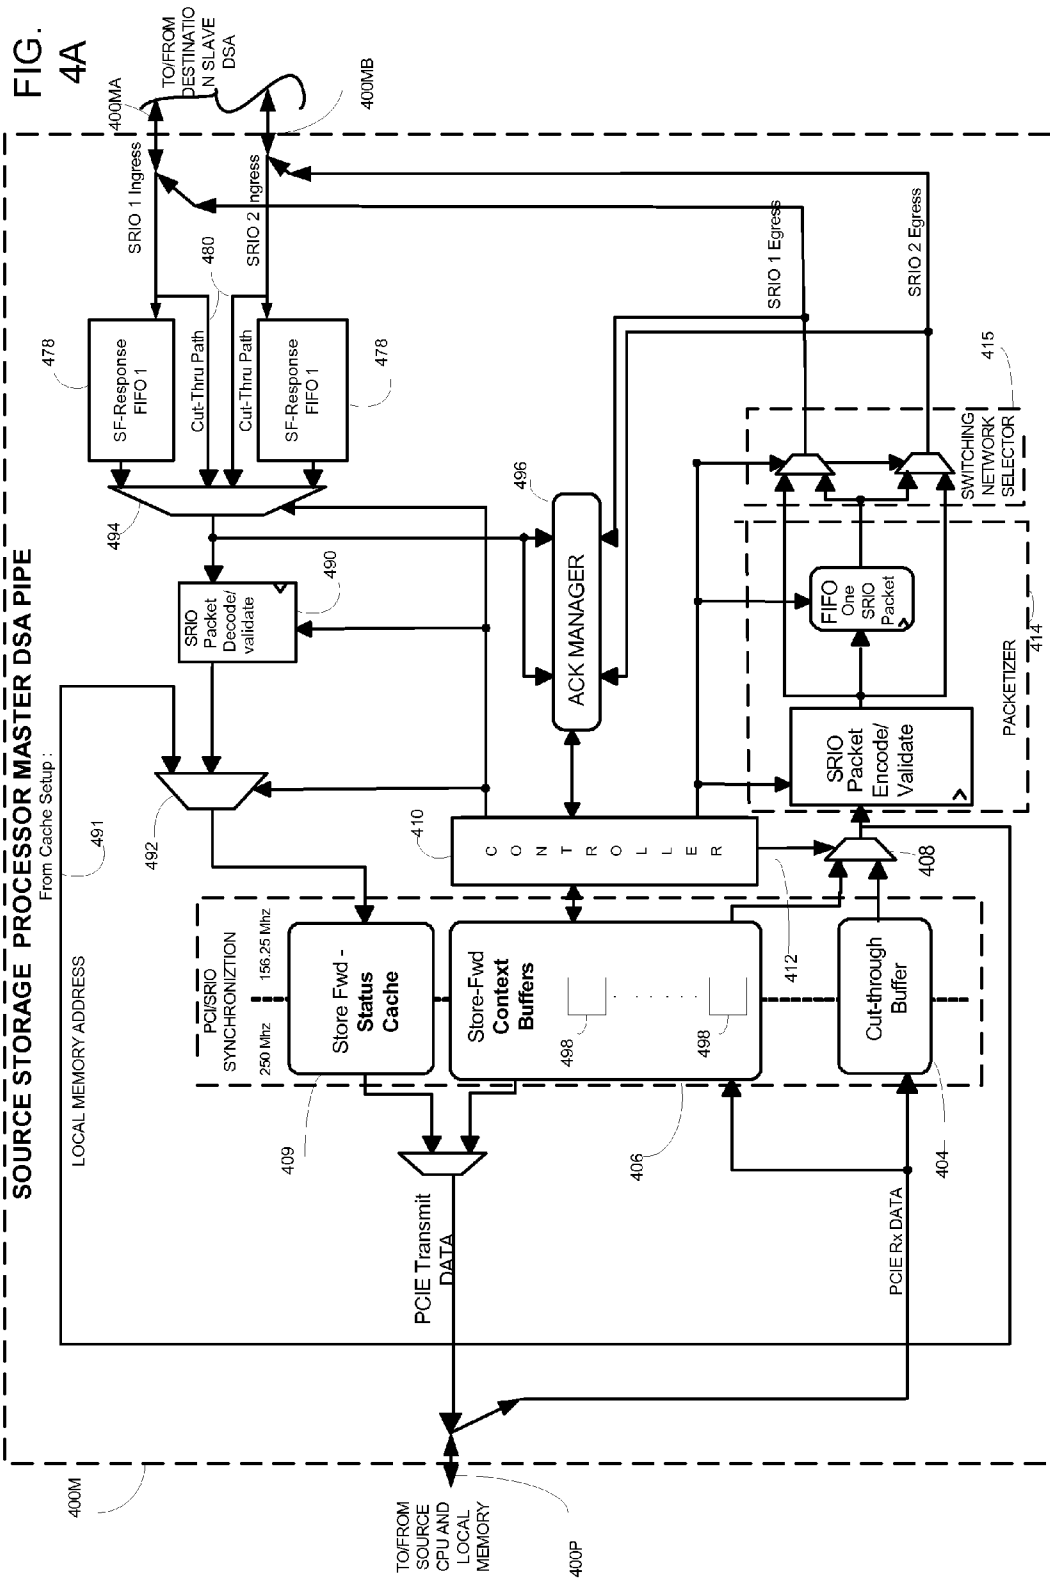 FIG.
4A
SOURCE STORAGE PROCESSOR MASTER DSA PIPE
400M
TO/FROM
SOURCE
CPU AND
LOCAL
MEMORY
400P
LOCAL MEMORY ADDRESS
From Cache Setup :
491
PCIE Transmit
DATA
PCIE Rx DATA
PCI/SRIO
SYNCHRONIZTION
250 Mhz
156.25 Mhz
409
Store Fwd -
Status
Cache
406
Store-Fwd
Context
Buffers
498
498
404
Cut-through
Buffer
412
408
410
CONTROLLER
492
SRIO
Packet
Decode/
validate
490
494
ACK MANAGER
496
SRIO
Packet
Encode/
Validate
PACKETIZER
414
FIFO
One
SRIO
Packet
SWITCHING
NETWORK
SELECTOR
415
478
SF-Response
FIFO 1
Cut-Thru Path
480
Cut-Thru Path
SF-Response
FIFO 1
478
SRIO 1 Ingress
SRIO 2 Ingress
SRIO 1 Egress
SRIO 2 Egress
400MA
TO/FROM
DESTINATIO
N SLAVE
DSA
400MB